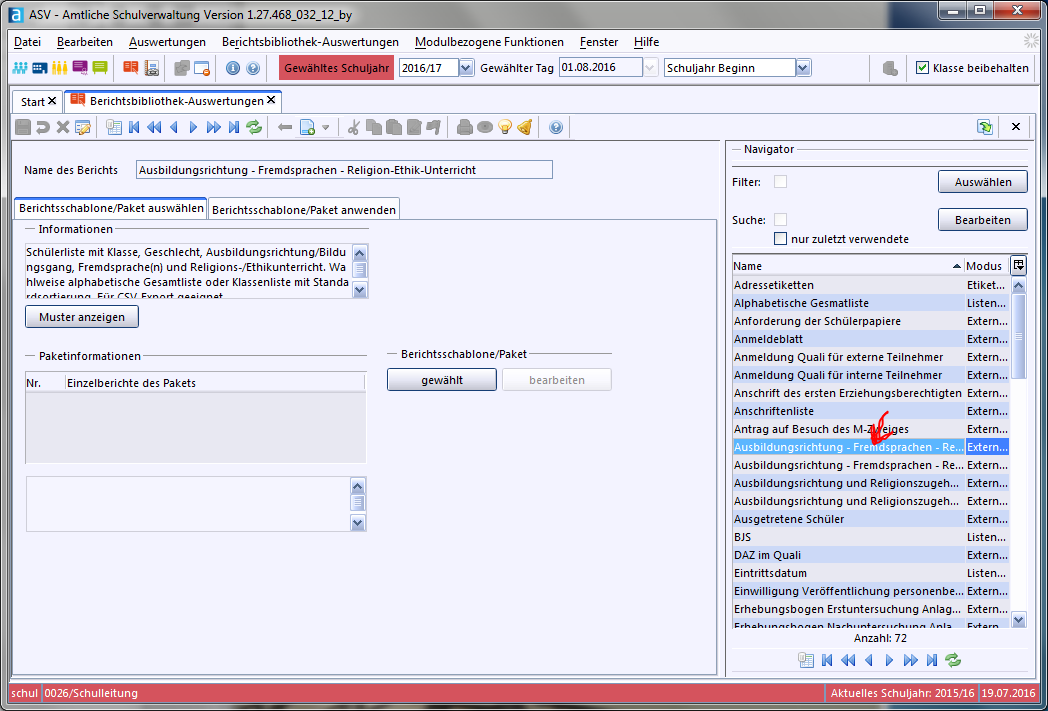 ASV - Amtliche Schulverwaltung Version 1.27.468_032_12_by
Datei Bearbeiten Auswertungen Berichtsbibliothek-Auswertungen Modulbezogene Funktionen Fenster Hilfe
Gewähltes Schuljahr 2016/17 Gewählter Tag 01.08.2016 Schuljahr Beginn Klasse beibehalten
Start Berichtsbibliothek-Auswertungen
Name des Berichts Ausbildungsrichtung - Fremdsprachen - Religion-Ethik-Unterricht
Berichtsschablone/Paket auswählen Berichtsschablone/Paket anwenden
Informationen
Schülerliste mit Klasse, Geschlecht, Ausbildungsrichtung/Bildu
ngsgang, Fremdsprache(n) und Religions-/Ethikunterricht. Wa
hlweise alphabetische Gesamtliste oder Klassenliste mit Standa
rdsortierung. Für CSV-Export geeignet.
Muster anzeigen
Paketinformationen
Nr. Einzelberichte des Pakets
Berichtsschablone/Paket
gewählt bearbeiten
Navigator
Filter: Auswählen
Suche: Bearbeiten
nur zuletzt verwendete
Name Modus
Adressetiketten Etiket...
Alphabetische Gesmatliste Listen...
Anforderung der Schülerpapiere Extern...
Anmeldeblatt Extern...
Anmeldung Quali für externe Teilnehmer Extern...
Anmeldung Quali für interne Teilnehmer Extern...
Anschrift des ersten Erziehungsberechtigten Extern...
Anschriftenliste Extern...
Antrag auf Besuch des M-Zweiges Extern...
Ausbildungsrichtung - Fremdsprachen - Re... Extern...
Ausbildungsrichtung - Fremdsprachen - Re... Extern...
Ausbildungsrichtung und Religionszugeh... Extern...
Ausbildungsrichtung und Religionszugeh... Extern...
Ausgetretene Schüler Extern...
BJS Listen...
DAZ im Quali Extern...
Eintrittsdatum Listen...
Einwilligung Veröffentlichung personenbe... Extern...
Erhebungsbogen Erstuntersuchung Anlag... Extern...
Erhebungsbogen Nachuntersuchung Anla... Extern...
Anzahl: 72
schul 0026/Schulleitung Aktuelles Schuljahr: 2015/16 19.07.2016